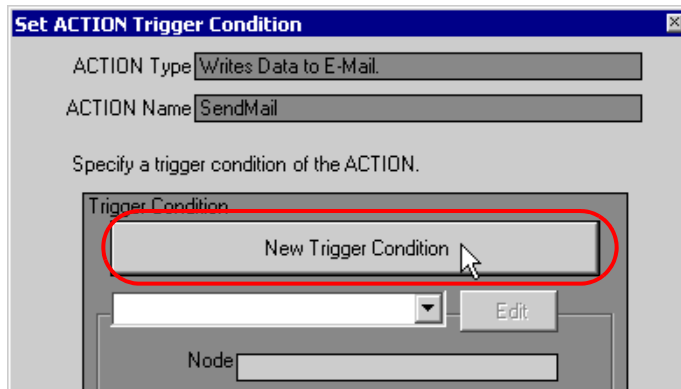 Set ACTION Trigger Condition
ACTION Type Writes Data to E-Mail.
ACTION Name SendMail
Specify a trigger condition of the ACTION.
Trigger Condition
New Trigger Condition
Edit
Node